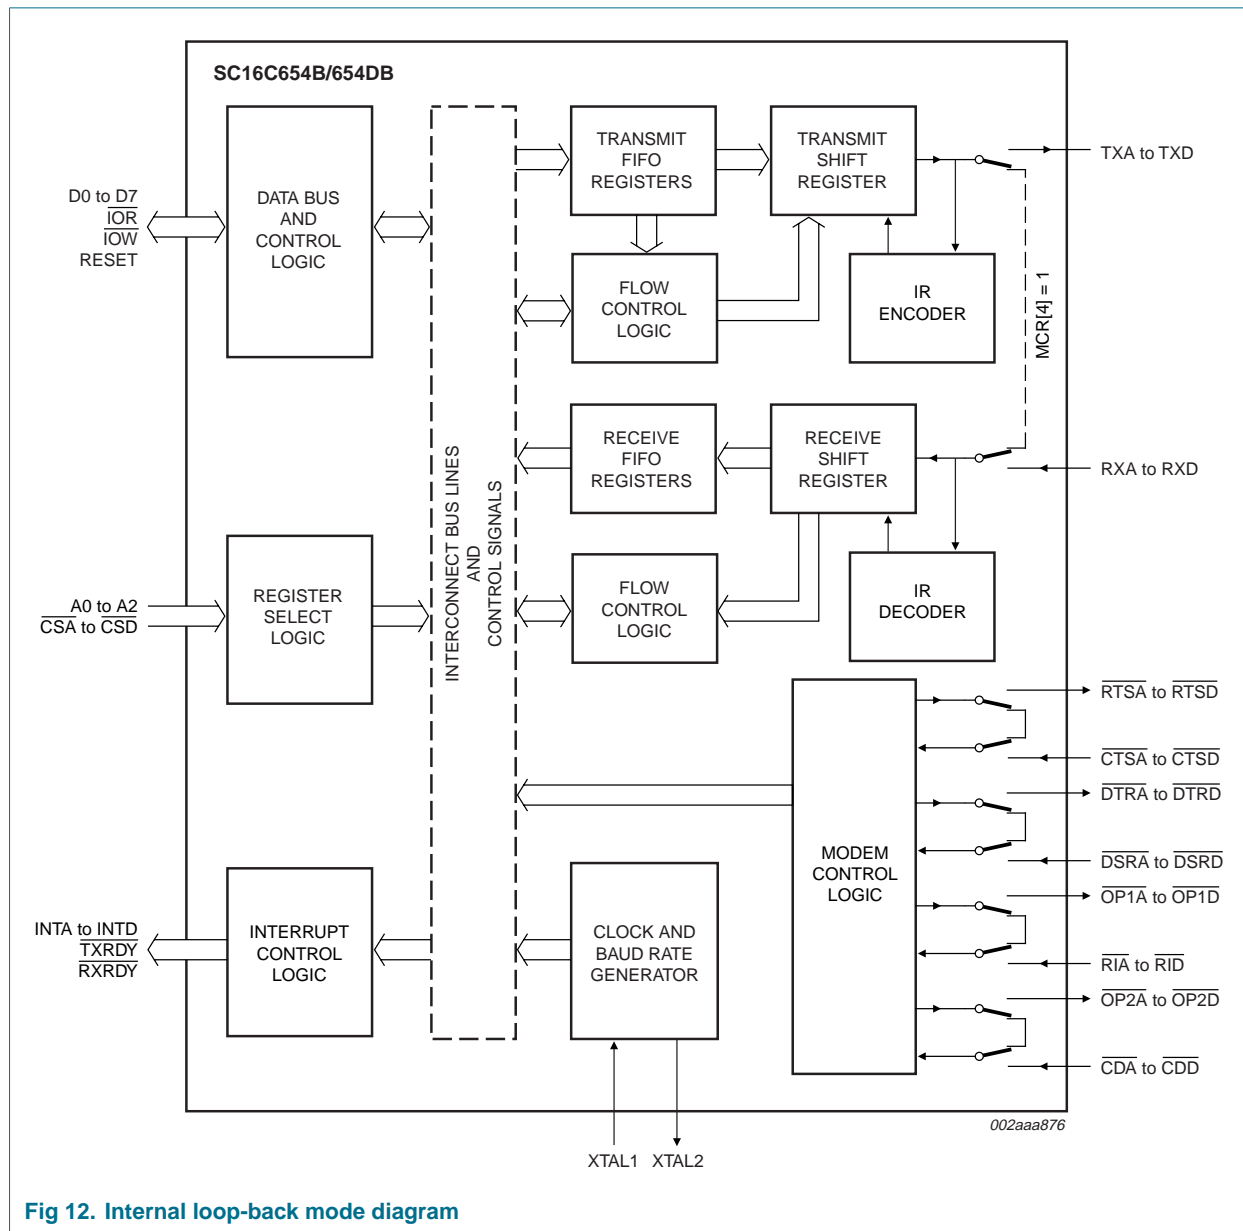 SC16C654B/654DB
D0 to D7
IOR
IOW
RESET
DATA BUS
AND
CONTROL
LOGIC
TRANSMIT
FIFO
REGISTERS
TRANSMIT
SHIFT
REGISTER
TXA to TXD
FLOW
CONTROL
LOGIC
IR
ENCODER
MCR[4] = 1
RECEIVE
FIFO
REGISTERS
RECEIVE
SHIFT
REGISTER
RXA to RXD
INTERCONNECT BUS LINES
AND
CONTROL SIGNALS
A0 to A2
CSA to CSD
REGISTER
SELECT
LOGIC
FLOW
CONTROL
LOGIC
IR
DECODER
RTSA to RTSD
CTSA to CTSD
DTRA to DTRD
DSRA to DSRD
OP1A to OP1D
RIA to RID
OP2A to OP2D
CDA to CDD
MODEM
CONTROL
LOGIC
INTA to INTD
TXRDY
RXRDY
INTERRUPT
CONTROL
LOGIC
CLOCK AND
BAUD RATE
GENERATOR
002aaa876
XTAL1 XTAL2
Fig 12. Internal loop-back mode diagram